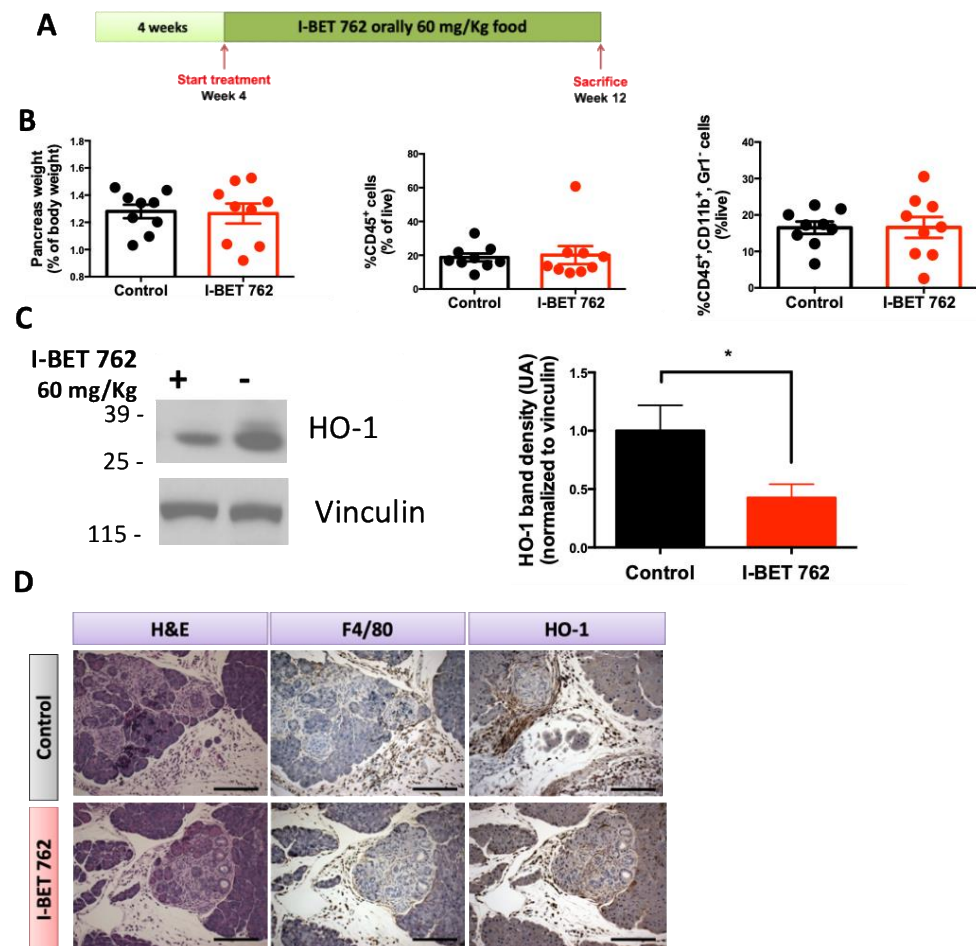 A
4 weeks
I-BET 762 orally 60 mg/Kg food
Start treatment
Week 4
Sacrifice
Week 12
B
Pancreas weight
(% of body weight)
1.8
1.6
1.4
1.2
1.0
0.8
Control
I-BET 762
%CD45⁺ cells
(% of live)
80
60
40
20
0
Control
I-BET 762
%CD45⁺,CD11b⁺, Gr1⁻ cells
(%live)
40
30
20
10
0
Control
I-BET 762
C
I-BET 762
60 mg/Kg
+
-
39 -
25 -
HO-1
115 -
Vinculin
HO-1 band density (UA)
(normalized to vinculin)
1.5
1.0
0.5
0.0
*
Control
I-BET 762
D
H&E
F4/80
HO-1
Control
I-BET 762